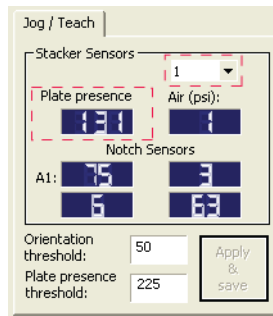 Jog / Teach
Stacker Sensors
1
Plate presence Air (psi):
131 1
Notch Sensors
A1: 75 3
6 63
Orientation threshold: 50
Plate presence threshold: 225
Apply & save